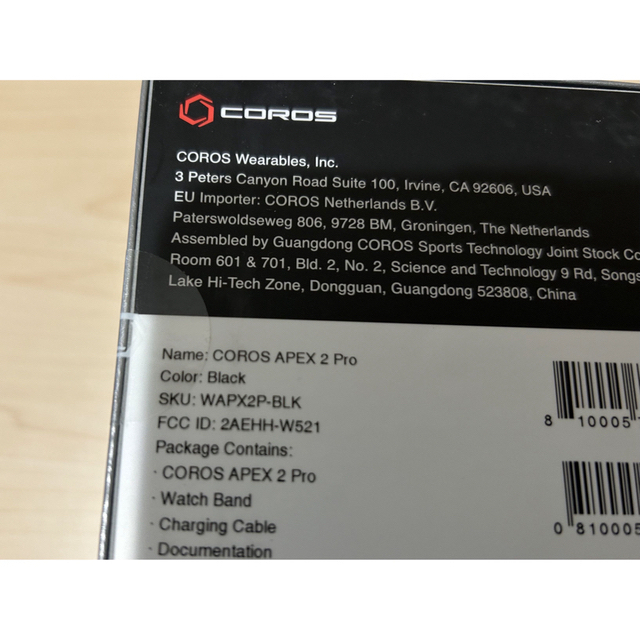 COROS
COROS Wearables, Inc.
3 Peters Canyon Road Suite 100, Irvine, CA 92606, USA
EU Importer: COROS Netherlands B.V.
Paterswoldseweg 806, 9728 BM, Groningen, The Netherlands
Assembled by Guangdong COROS Sports Technology Joint Stock Co
Room 601 & 701, Bld. 2, No. 2, Science and Technology 9 Rd, Songs
Lake Hi-Tech Zone, Dongguan, Guangdong 523808, China
Name: COROS APEX 2 Pro
Color: Black
SKU: WAPX2P-BLK
FCC ID: 2AEHH-W521
Package Contains:
· COROS APEX 2 Pro
· Watch Band
· Charging Cable
· Documentation
8 10005
0 810005